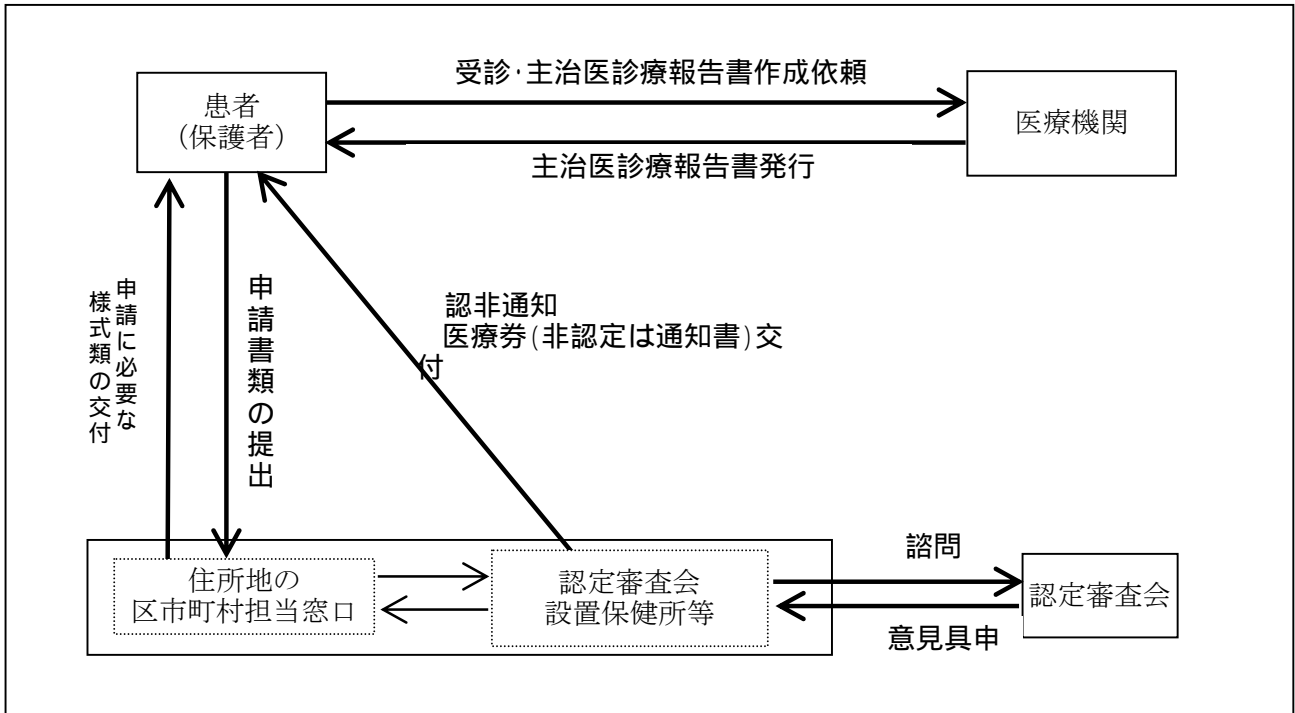 受診・主治医診療報告書作成依頼
患者
（保護者）
医療機関
主治医診療報告書発行
申請に必要な
様式類の交付
申請書類の提出
認非通知
医療券(非認定は通知書)交
付
住所地の
区市町村担当窓口
認定審査会
設置保健所等
諮問
認定審査会
意見具申